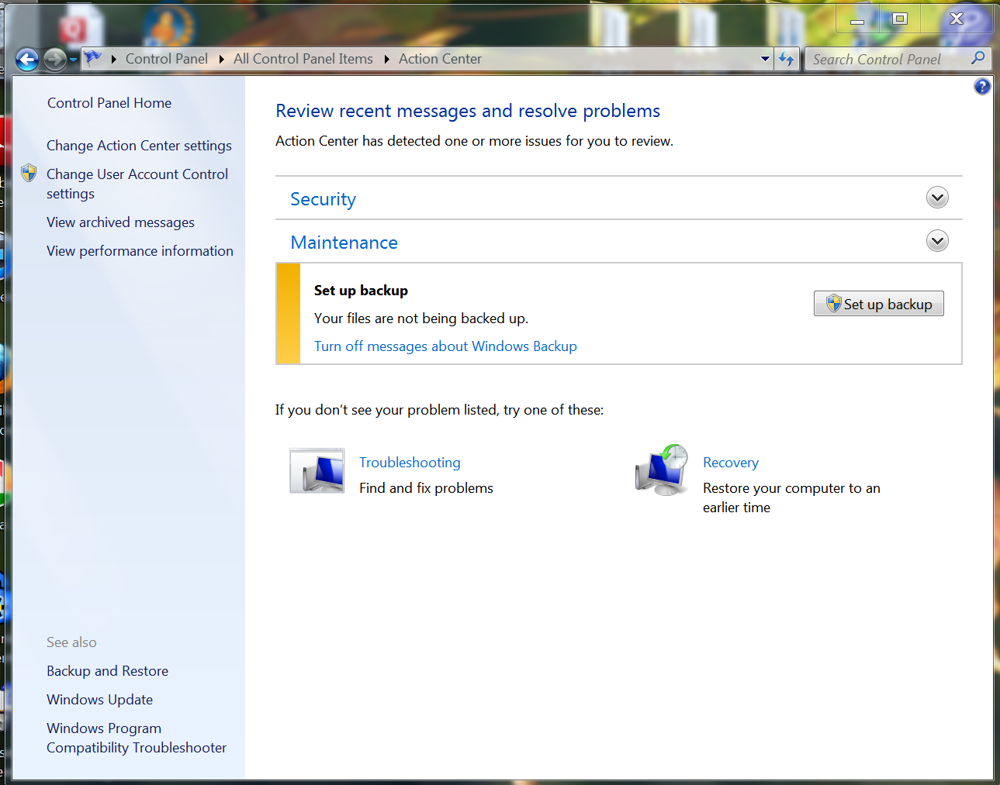 Control Panel
All Control Panel Items
Action Center
Search Control Panel
Control Panel Home
Change Action Center settings
Change User Account Control
settings
View archived messages
View performance information
See also
Backup and Restore
Windows Update
Windows Program
Compatibility Troubleshooter
Review recent messages and resolve problems
Action Center has detected one or more issues for you to review.
Security
Maintenance
Set up backup
Your files are not being backed up.
Turn off messages about Windows Backup
Set up backup
If you don’t see your problem listed, try one of these:
Troubleshooting
Find and fix problems
Recovery
Restore your computer to an
earlier time